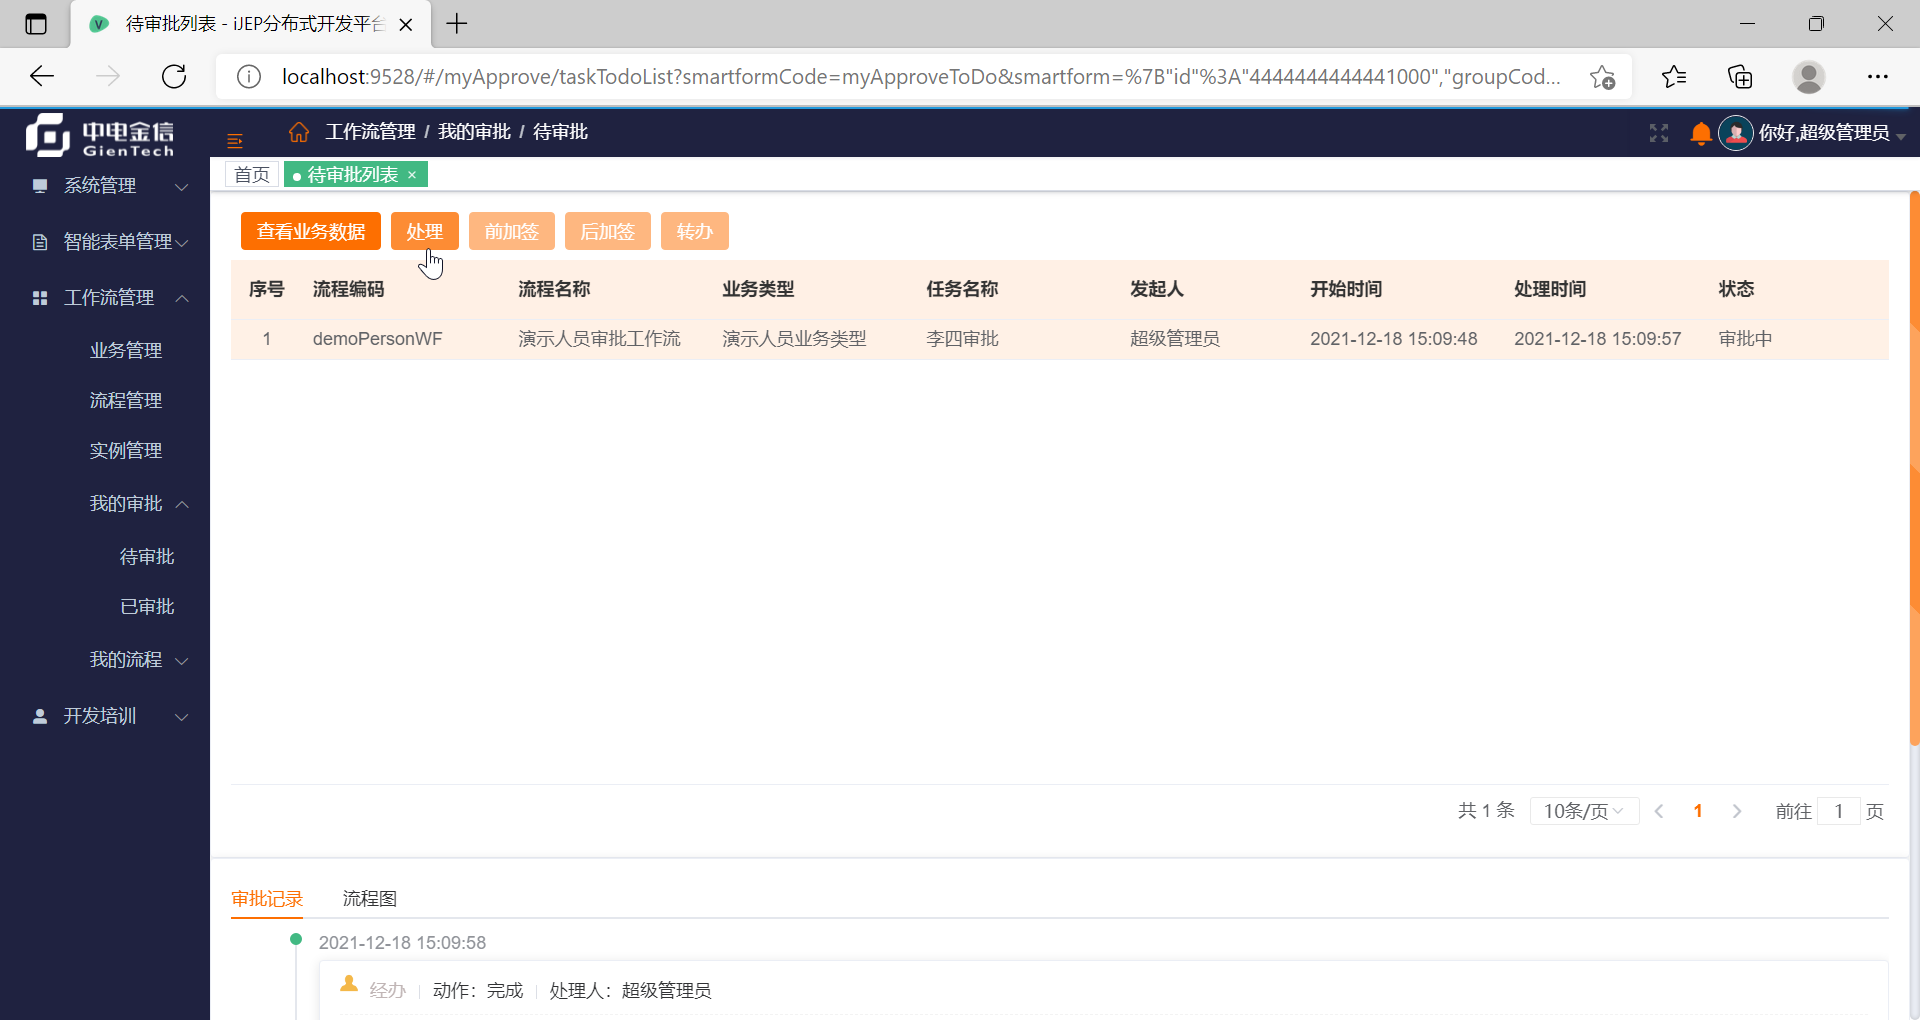 待审批列表 - iJEP分布式开发平台
localhost:9528/#/myApprove/taskTodoList?smartformCode=myApproveToDo&smartform=%7B"id"%3A"4444444444441000","groupCod...
中电金信
GienTech
工作流管理 / 我的审批 / 待审批
你好,超级管理员
首页
待审批列表 ×
系统管理
智能表单管理
工作流管理
业务管理
流程管理
实例管理
我的审批
待审批
已审批
我的流程
开发培训
查看业务数据 处理 前加签 后加签 转办
序号 流程编码 流程名称 业务类型 任务名称 发起人 开始时间 处理时间 状态
1 demoPersonWF 演示人员审批工作流 演示人员业务类型 李四审批 超级管理员 2021-12-18 15:09:48 2021-12-18 15:09:57 审批中
共 1 条 10条/页 1 前往 1 页
审批记录 流程图
2021-12-18 15:09:58
经办 动作：完成 处理人：超级管理员